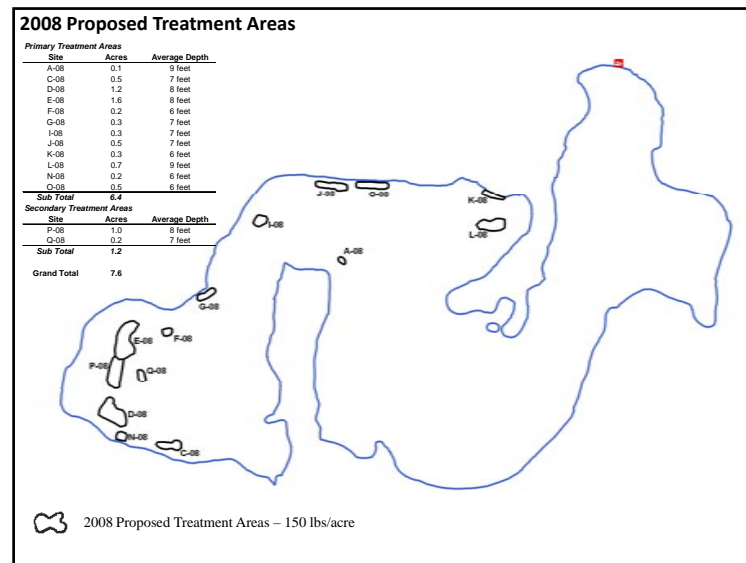 2008 Proposed Treatment Areas
Primary Treatment Areas
Site Acres Average Depth
A-08 0.1 9 feet
C-08 0.5 7 feet
D-08 1.2 8 feet
E-08 1.6 8 feet
F-08 0.2 6 feet
G-08 0.3 7 feet
I-08 0.3 7 feet
J-08 0.5 7 feet
K-08 0.3 6 feet
L-08 0.7 9 feet
N-08 0.2 6 feet
O-08 0.5 6 feet
Sub Total 6.4
Secondary Treatment Areas
Site Acres Average Depth
P-08 1.0 8 feet
Q-08 0.2 7 feet
Sub Total 1.2
Grand Total 7.6
J-08
O-08
K-08
I-08
L-08
A-08
G-08
E-08
F-08
P-08
Q-08
D-08
N-08
C-08
2008 Proposed Treatment Areas – 150 lbs/acre